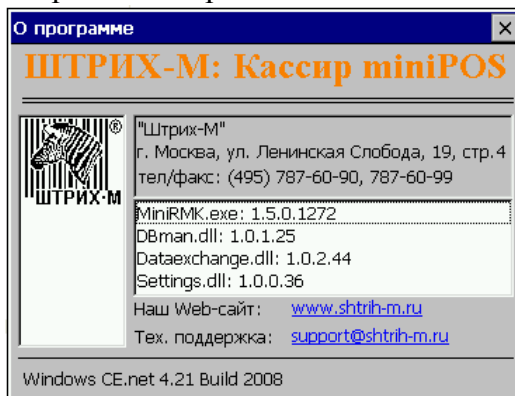 О программе
ШТРИХ-М: Кассир miniPOS
®
ШТРИХ-М
"Штрих-М"
г. Москва, ул. Ленинская Слобода, 19, стр.4
тел/факс: (495) 787-60-90, 787-60-99
MiniRMK.exe: 1.5.0.1272
DBman.dll: 1.0.1.25
Dataexchange.dll: 1.0.2.44
Settings.dll: 1.0.0.36
Наш Web-сайт: www.shtrih-m.ru
Тех. поддержка: support@shtrih-m.ru
Windows CE.net 4.21 Build 2008